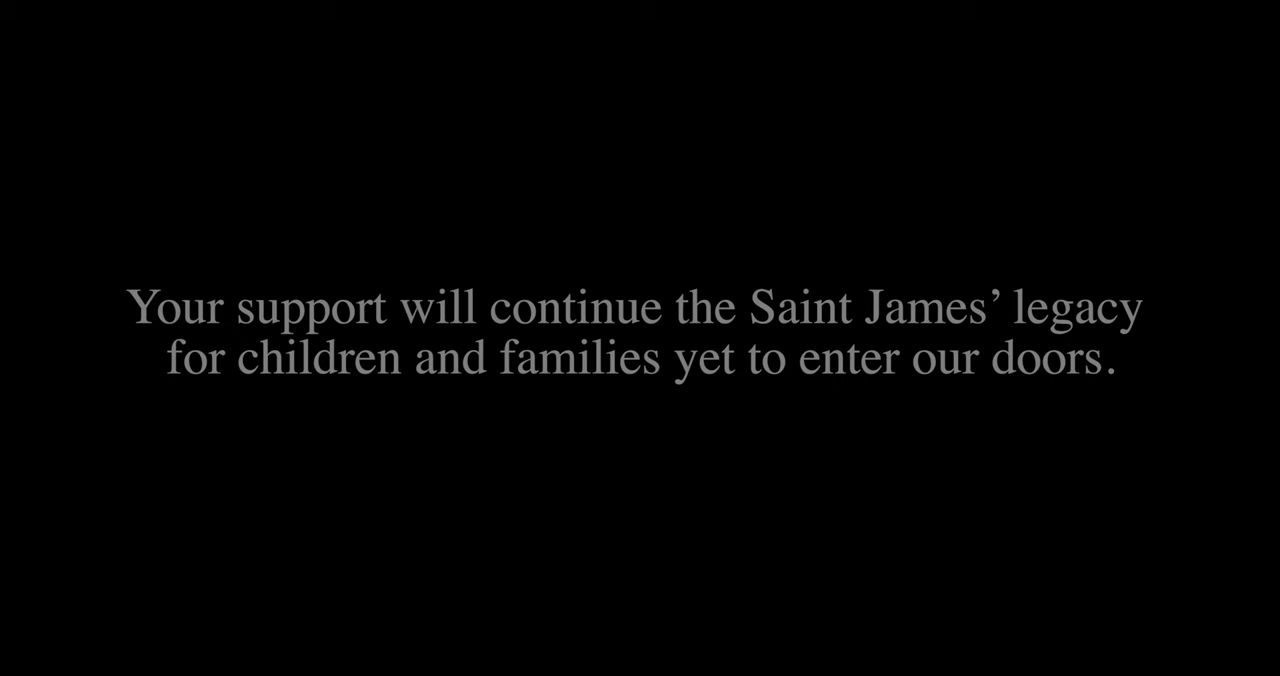 Your support will continue the Saint James’ legacy
for children and families yet to enter our doors.